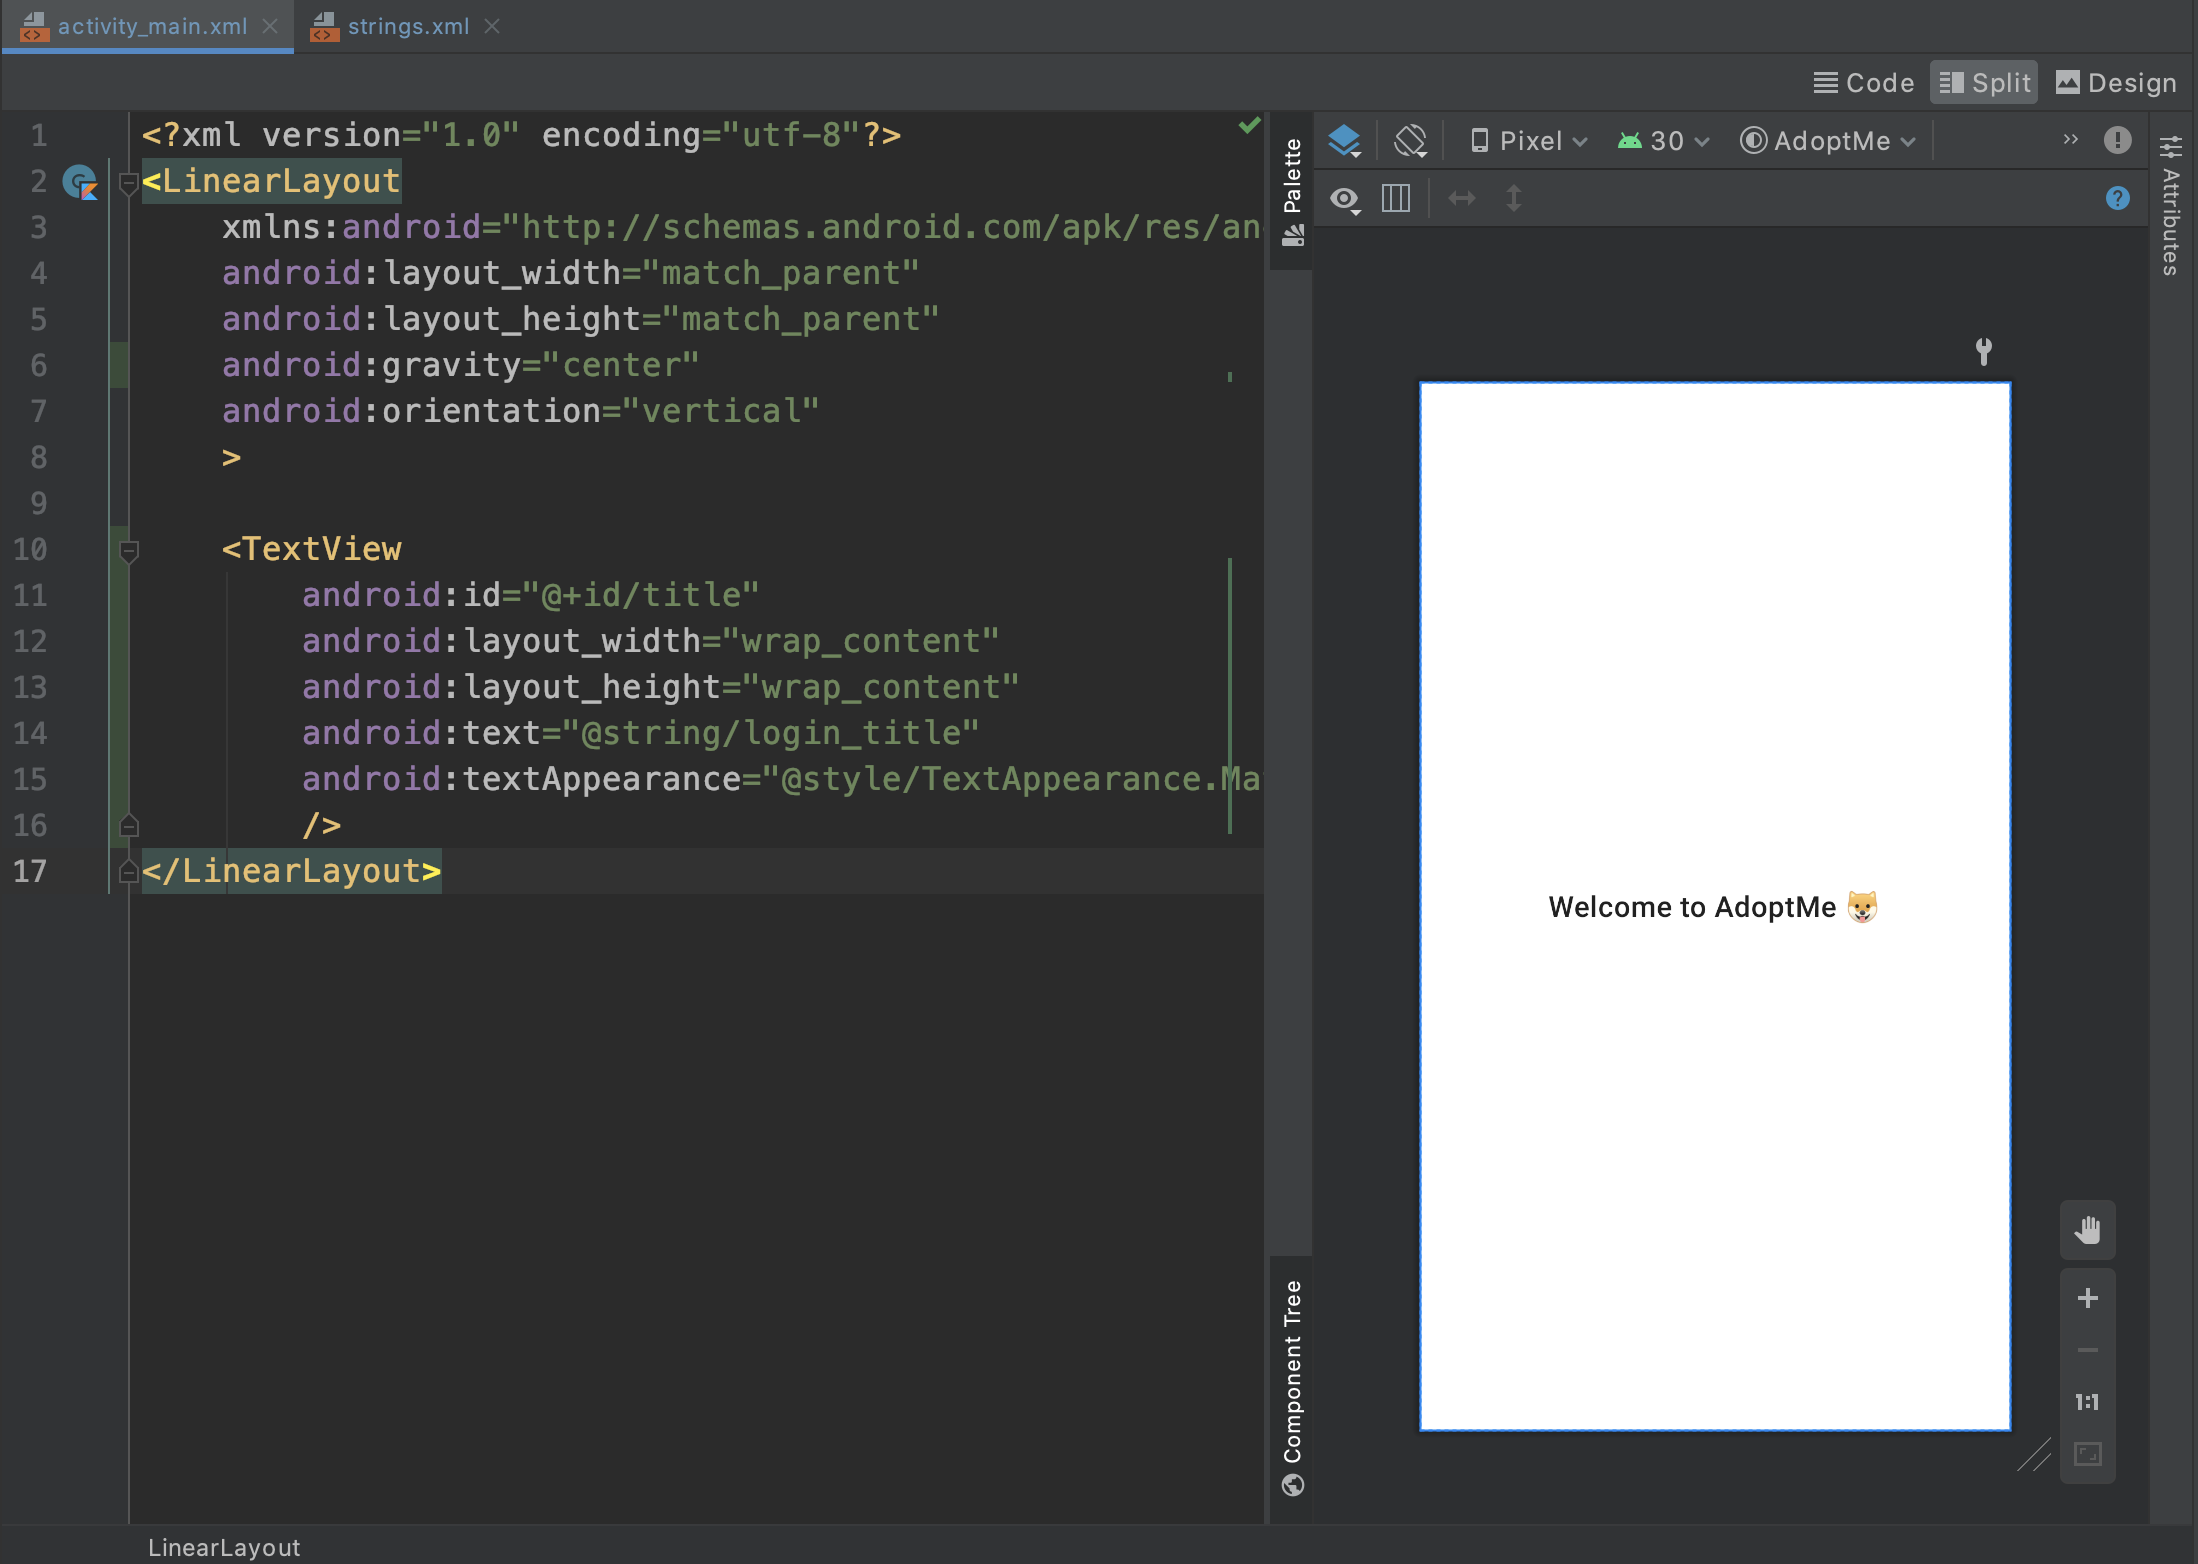 activity_main.xml
strings.xml
Code
Split
Design
1 <?xml version="1.0" encoding="utf-8"?>
2 <LinearLayout
3 xmlns:android="http://schemas.android.com/apk/res/an
4 android:layout_width="match_parent"
5 android:layout_height="match_parent"
6 android:gravity="center"
7 android:orientation="vertical"
8 >
9
10 <TextView
11 android:id="@+id/title"
12 android:layout_width="wrap_content"
13 android:layout_height="wrap_content"
14 android:text="@string/login_title"
15 android:textAppearance="@style/TextAppearance.Ma
16 />
17 </LinearLayout>
Palette
Pixel
30
AdoptMe
Attributes
Welcome to AdoptMe 🐶
1:1
Component Tree
LinearLayout